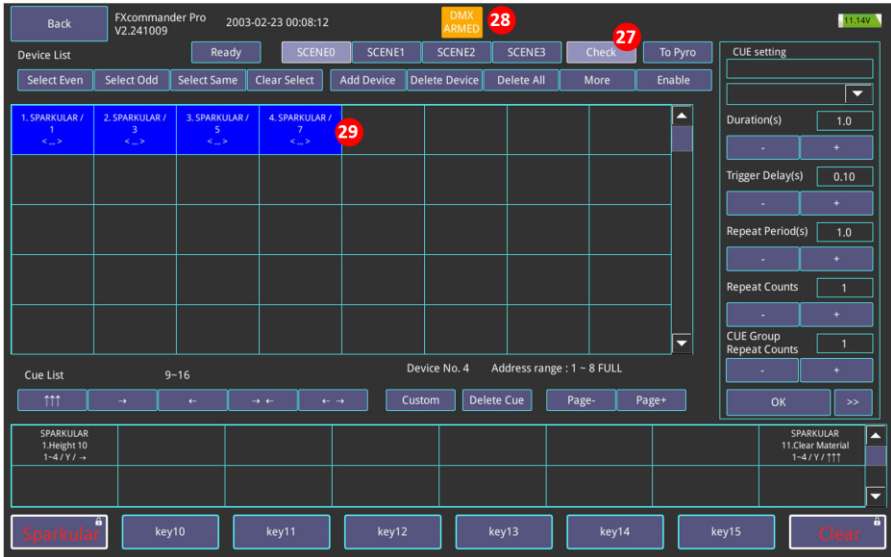 Back
FXcommander Pro
V2.241009
2003-02-23 00:08:12
DMX
ARMED
28
11.14V
Device List
Ready
SCENE0
SCENE1
SCENE2
SCENE3
Check
27
To Pyro
Select Even
Select Odd
Select Same
Clear Select
Add Device
Delete Device
Delete All
More
Enable
1. SPARKULAR /
1
< ... >
2. SPARKULAR /
3
< ... >
3. SPARKULAR /
5
< ... >
4. SPARKULAR /
7
< ... >
29
CUE setting
Duration(s)
1.0
-
+
Trigger Delay(s)
0.10
-
+
Repeat Period(s)
1.0
-
+
Repeat Counts
1
-
+
CUE Group
Repeat Counts
1
-
+
OK
>>
Cue List
9~16
Device No. 4
Address range : 1 ~ 8 FULL
↑↑↑
→
←
→ ←
← →
Custom
Delete Cue
Page-
Page+
SPARKULAR
1.Height 10
1~4 / Y / →
SPARKULAR
11.Clear Material
1~4 / Y / ↑↑↑
Sparkular
key10
key11
key12
key13
key14
key15
Clear